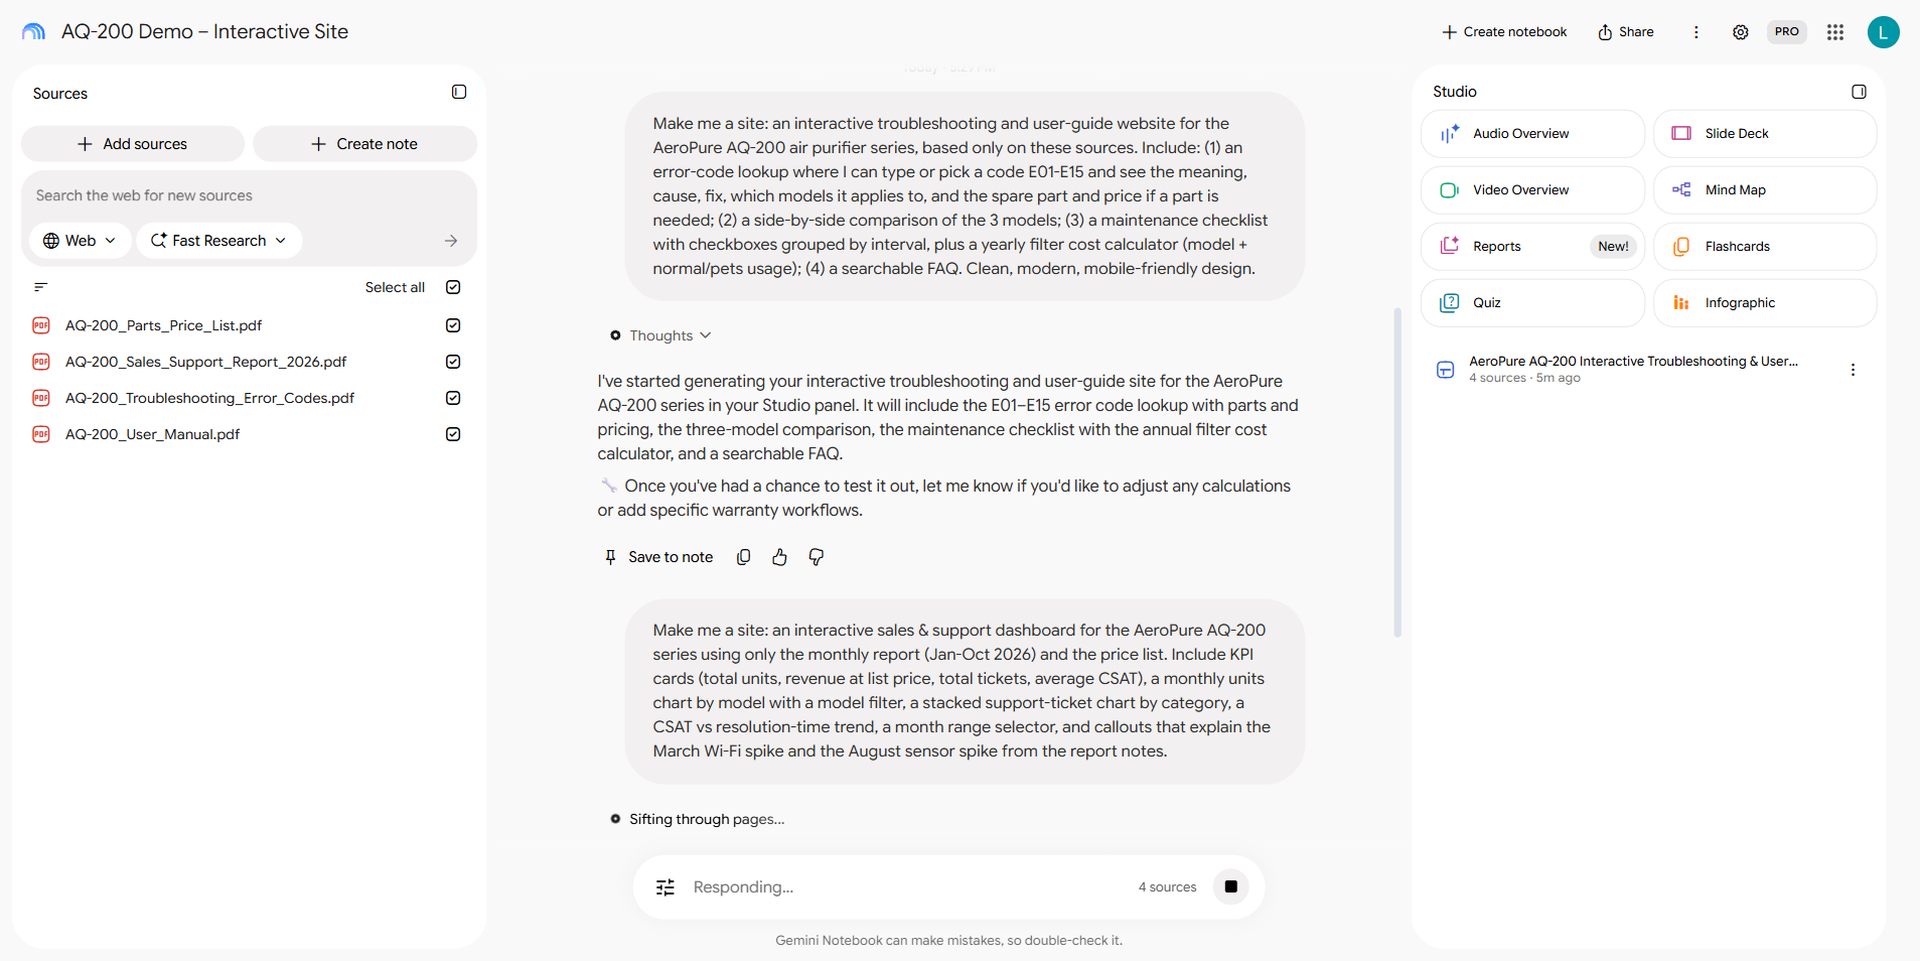 AQ-200 Demo – Interactive Site
Create notebook
Share
PRO
L
Sources
Add sources
Create note
Search the web for new sources
Web
Fast Research
Select all
AQ-200_Parts_Price_List.pdf
AQ-200_Sales_Support_Report_2026.pdf
AQ-200_Troubleshooting_Error_Codes.pdf
AQ-200_User_Manual.pdf
Make me a site: an interactive troubleshooting and user-guide website for the
AeroPure AQ-200 air purifier series, based only on these sources. Include: (1) an
error-code lookup where I can type or pick a code E01-E15 and see the meaning,
cause, fix, which models it applies to, and the spare part and price if a part is
needed; (2) a side-by-side comparison of the 3 models; (3) a maintenance checklist
with checkboxes grouped by interval, plus a yearly filter cost calculator (model +
normal/pets usage); (4) a searchable FAQ. Clean, modern, mobile-friendly design.
Thoughts
I've started generating your interactive troubleshooting and user-guide site for the AeroPure
AQ-200 series in your Studio panel. It will include the E01–E15 error code lookup with parts and
pricing, the three-model comparison, the maintenance checklist with the annual filter cost
calculator, and a searchable FAQ.
Once you've had a chance to test it out, let me know if you'd like to adjust any calculations
or add specific warranty workflows.
Save to note
Make me a site: an interactive sales & support dashboard for the AeroPure AQ-200
series using only the monthly report (Jan-Oct 2026) and the price list. Include KPI
cards (total units, revenue at list price, total tickets, average CSAT), a monthly units
chart by model with a model filter, a stacked support-ticket chart by category, a
CSAT vs resolution-time trend, a month range selector, and callouts that explain the
March Wi-Fi spike and the August sensor spike from the report notes.
Sifting through pages...
Responding...
4 sources
Gemini Notebook can make mistakes, so double-check it.
Studio
Audio Overview
Slide Deck
Video Overview
Mind Map
Reports
New!
Flashcards
Quiz
Infographic
AeroPure AQ-200 Interactive Troubleshooting & User...
4 sources · 5m ago